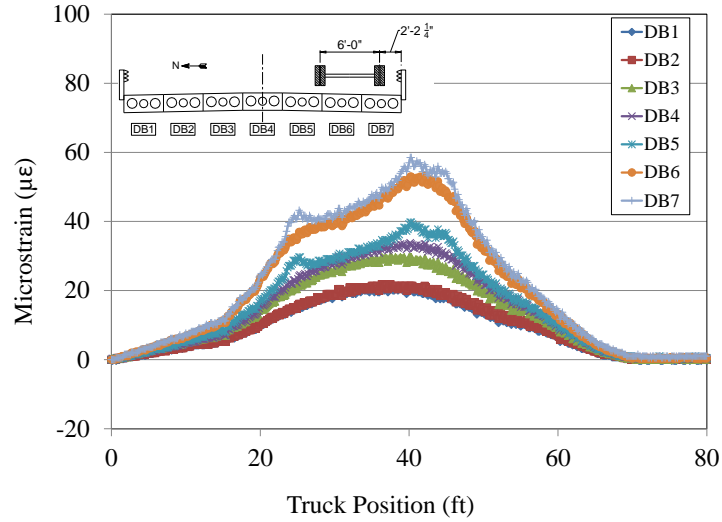 100
80
60
40
20
0
-20
0
20
40
60
80
Microstrain (με)
Truck Position (ft)
6'-0"
2'-2 1/4"
N
DB1
DB2
DB3
DB4
DB5
DB6
DB7
DB1
DB2
DB3
DB4
DB5
DB6
DB7